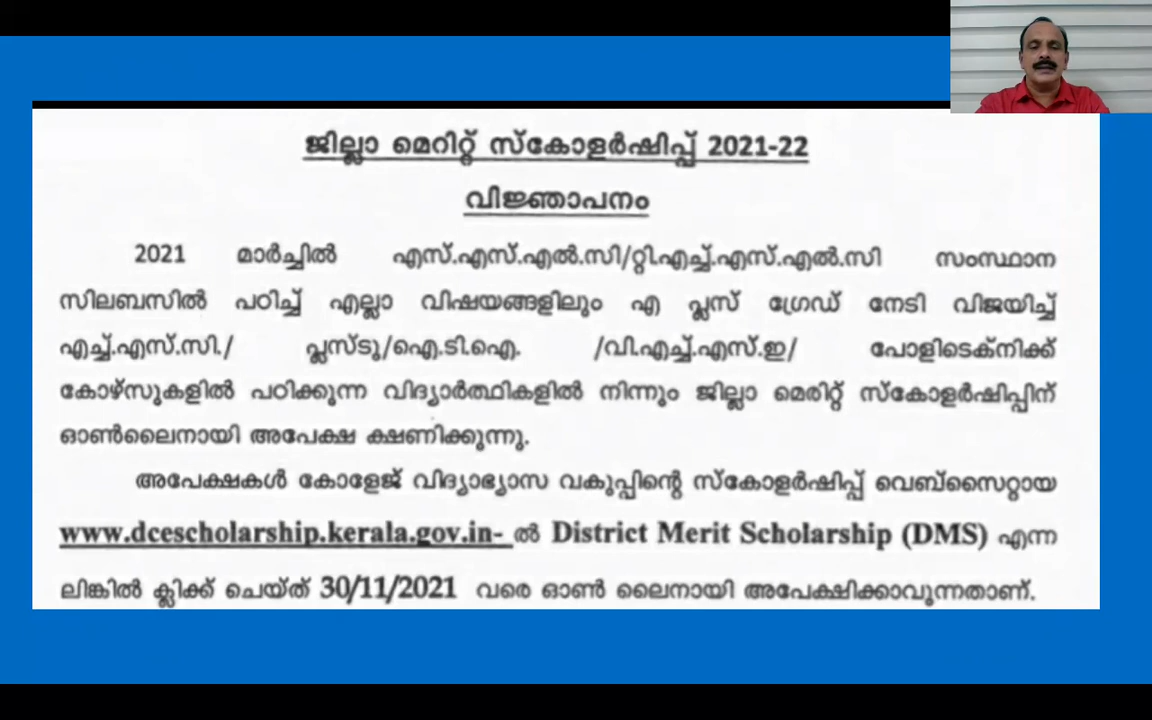 ജില്ലാ മെറിറ്റ് സ്കോളർഷിപ്പ് 2021-22
വിജ്ഞാപനം
2021 മാർച്ചിൽ എസ്.എസ്.എൽ.സി/റ്റി.എച്ച്.എസ്.എൽ.സി സംസ്ഥാന
സിലബസിൽ പഠിച്ച് എല്ലാ വിഷയങ്ങളിലും എ പ്ലസ് ഗ്രേഡ് നേടി വിജയിച്ച്
എച്ച്.എസ്.സി./ പ്ലസ്ടു/ഐ.ടി.ഐ. /വി.എച്ച്.എസ്.ഇ/ പോളിടെക്നിക്ക്
കോഴ്സുകളിൽ പഠിക്കുന്ന വിദ്യാർത്ഥികളിൽ നിന്നും ജില്ലാ മെരിറ്റ് സ്കോളർഷിപ്പിന്
ഓൺലൈനായി അപേക്ഷ ക്ഷണിക്കുന്നു.
അപേക്ഷകൾ കോളേജ് വിദ്യാഭ്യാസ വകുപ്പിന്റെ സ്കോളർഷിപ്പ് വെബ്സൈറ്റായ
www.dcescholarship.kerala.gov.in- ൽ District Merit Scholarship (DMS) എന്ന
ലിങ്കിൽ ക്ലിക്ക് ചെയ്ത് 30/11/2021 വരെ ഓൺ ലൈനായി അപേക്ഷിക്കാവുന്നതാണ്.